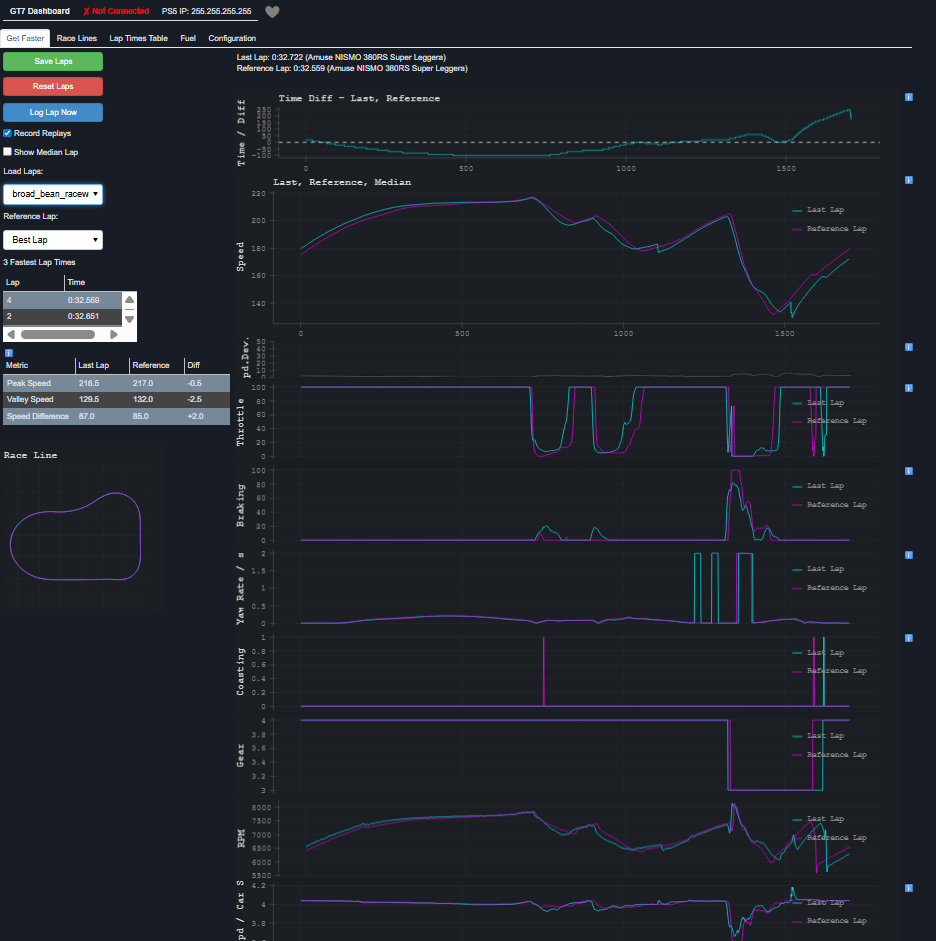 GT7 Dashboard ✗ Not Connected PS5 IP: 255.255.255.255
Get Faster Race Lines Lap Times Table Fuel Configuration
Save Laps
Reset Laps
Log Lap Now
Record Replays
Show Median Lap
Load Laps:
broad_bean_racew
Reference Lap:
Best Lap
3 Fastest Lap Times
Lap Time
4 0:32.559
2 0:32.651
Metric Last Lap Reference Diff
Peak Speed 216.5 217.0 -0.5
Valley Speed 129.5 132.0 -2.5
Speed Difference 87.0 85.0 +2.0
Race Line
Last Lap: 0:32.722 (Amuse NISMO 380RS Super Leggera)
Reference Lap: 0:32.559 (Amuse NISMO 380RS Super Leggera)
Time Diff - Last, Reference
Time / Diff
250
200
150
100
50
0
-50
-100
0 500 1000 1500
Last, Reference, Median
Speed
220
200
180
160
140
Last Lap
Reference Lap
0 500 1000 1500
pd.Dev.
50
40
30
20
10
0
Throttle
100
80
60
40
20
0
Last Lap
Reference Lap
Braking
100
80
60
40
20
0
Last Lap
Reference Lap
Yaw Rate / s
2
1.5
1
0.5
0
Last Lap
Reference Lap
Coasting
1
0.8
0.6
0.4
0.2
0
Last Lap
Reference Lap
Gear
4
3.8
3.6
3.4
3.2
3
Last Lap
Reference Lap
RPM
8000
7500
7000
6500
6000
5500
Last Lap
Reference Lap
pd / Car S
4.2
4
3.8
Last Lap
Reference Lap